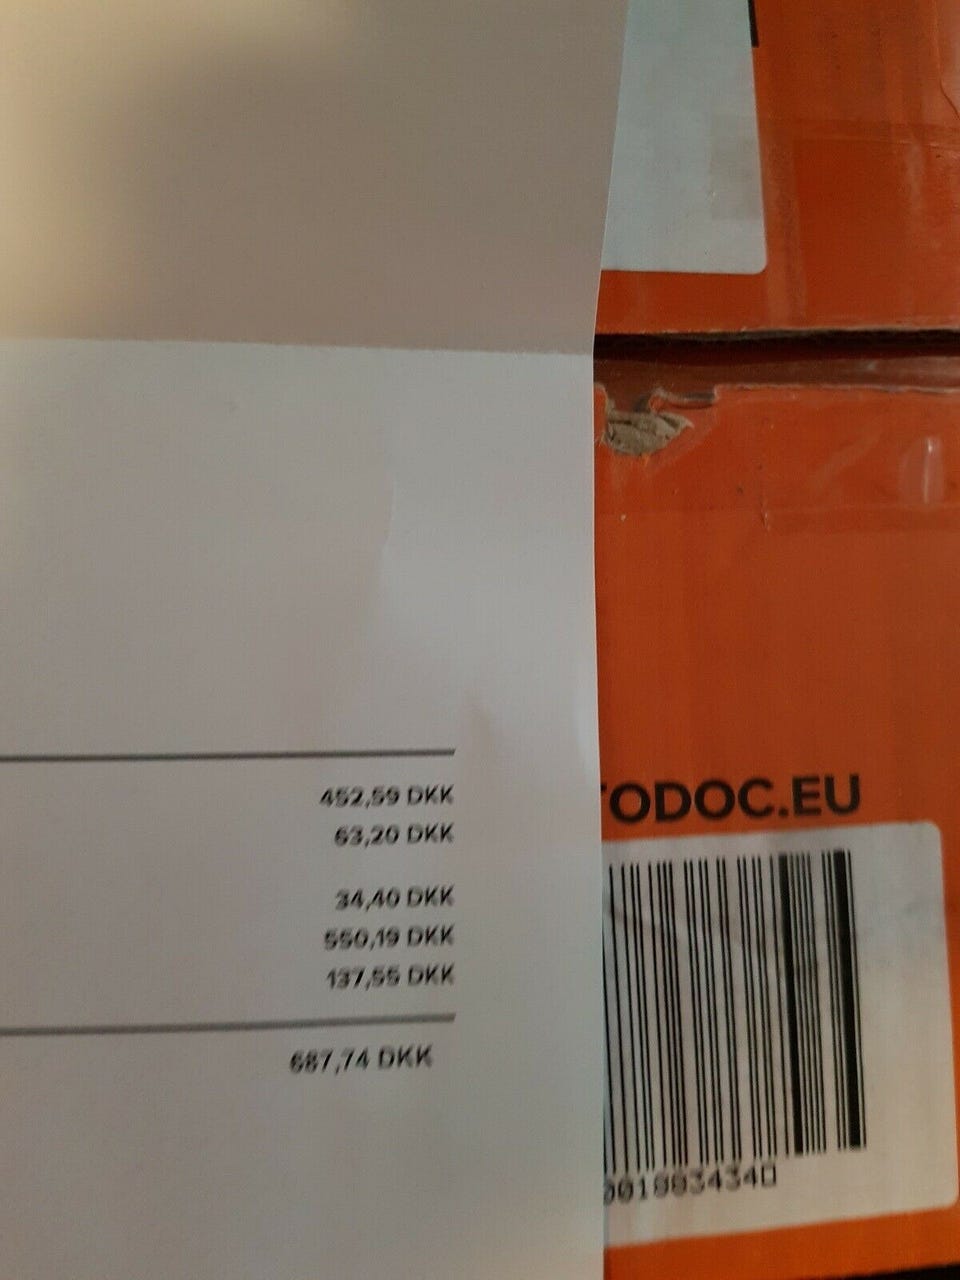 452,59 DKK
63,20 DKK
34,40 DKK
550,19 DKK
137,55 DKK
687,74 DKK
TODOC.EU
0018834340